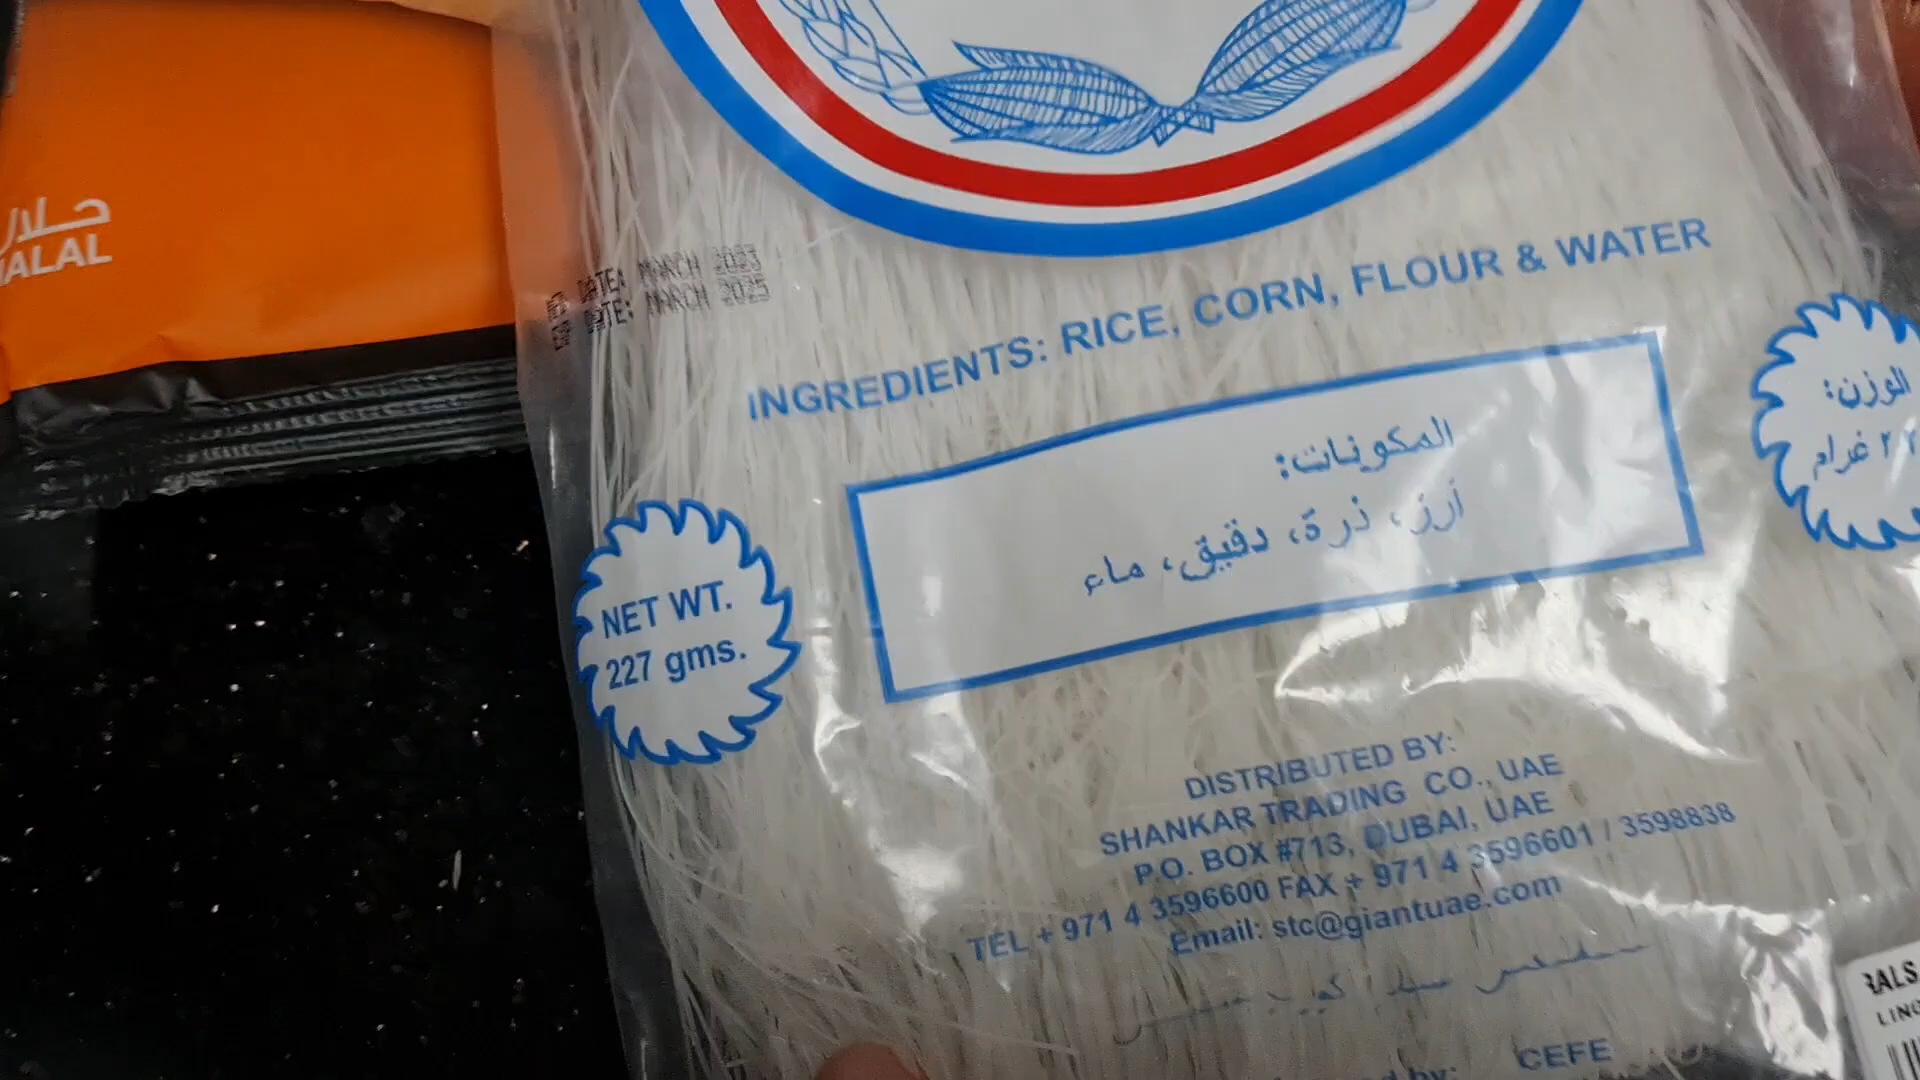 حلال
HALAL
DATE: MARCH 2023
DATE: MARCH 2025
INGREDIENTS: RICE, CORN, FLOUR & WATER
المكونات:
أرز، ذرة، دقيق، ماء
الوزن:
غرام
NET WT.
227 gms.
DISTRIBUTED BY:
SHANKAR TRADING CO., UAE
P.O. BOX #713, DUBAI, UAE
TEL + 971 4 3596600 FAX + 971 4 3596601 / 3598838
Email: stc@giantuae.com
by: CEFE